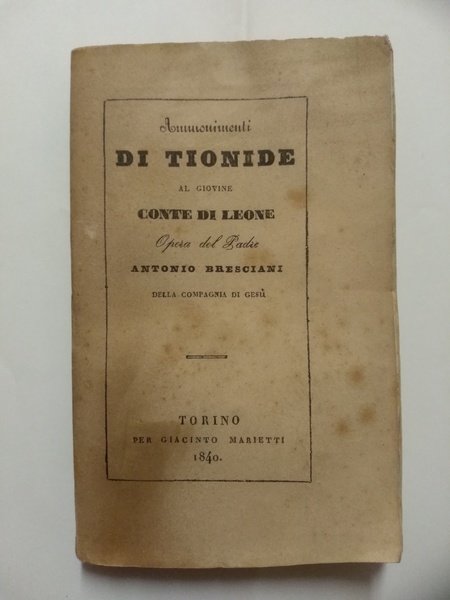 Ammonimenti
DI TIONIDE
AL GIOVINE
CONTE DI LEONE
Opera del Padre
ANTONIO BRESCIANI
DELLA COMPAGNIA DI GESÙ
TORINO
PER GIACINTO MARIETTI
1840.